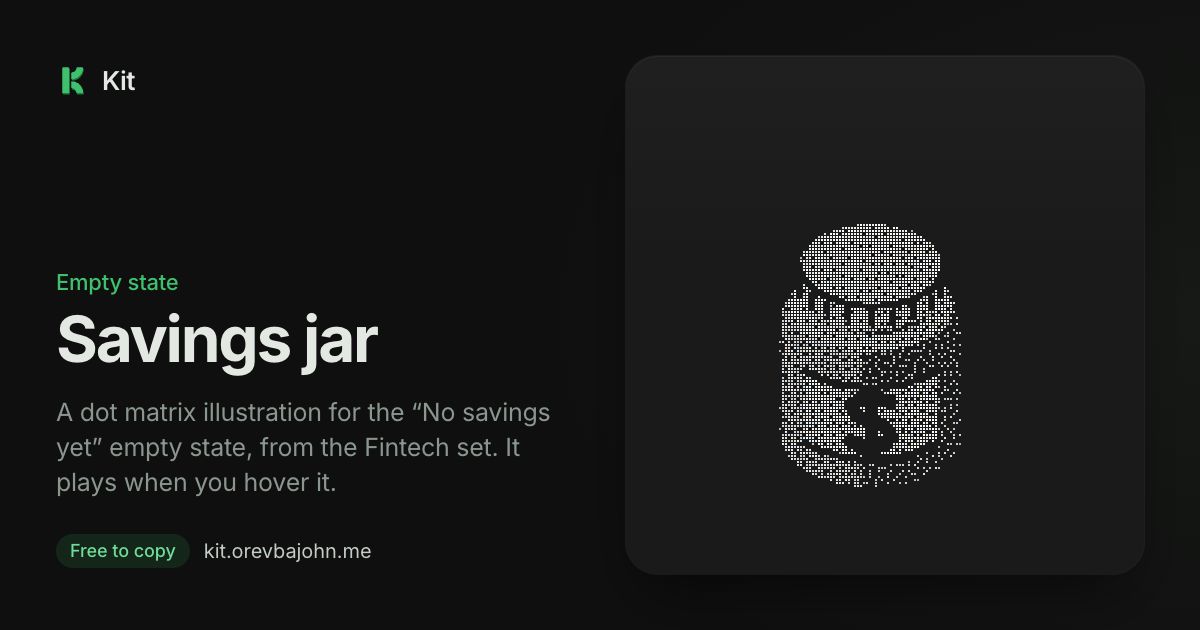 Kit
Empty state
Savings jar
A dot matrix illustration for the “No savings
yet” empty state, from the Fintech set. It
plays when you hover it.
Free to copy
kit.orevbajohn.me
$